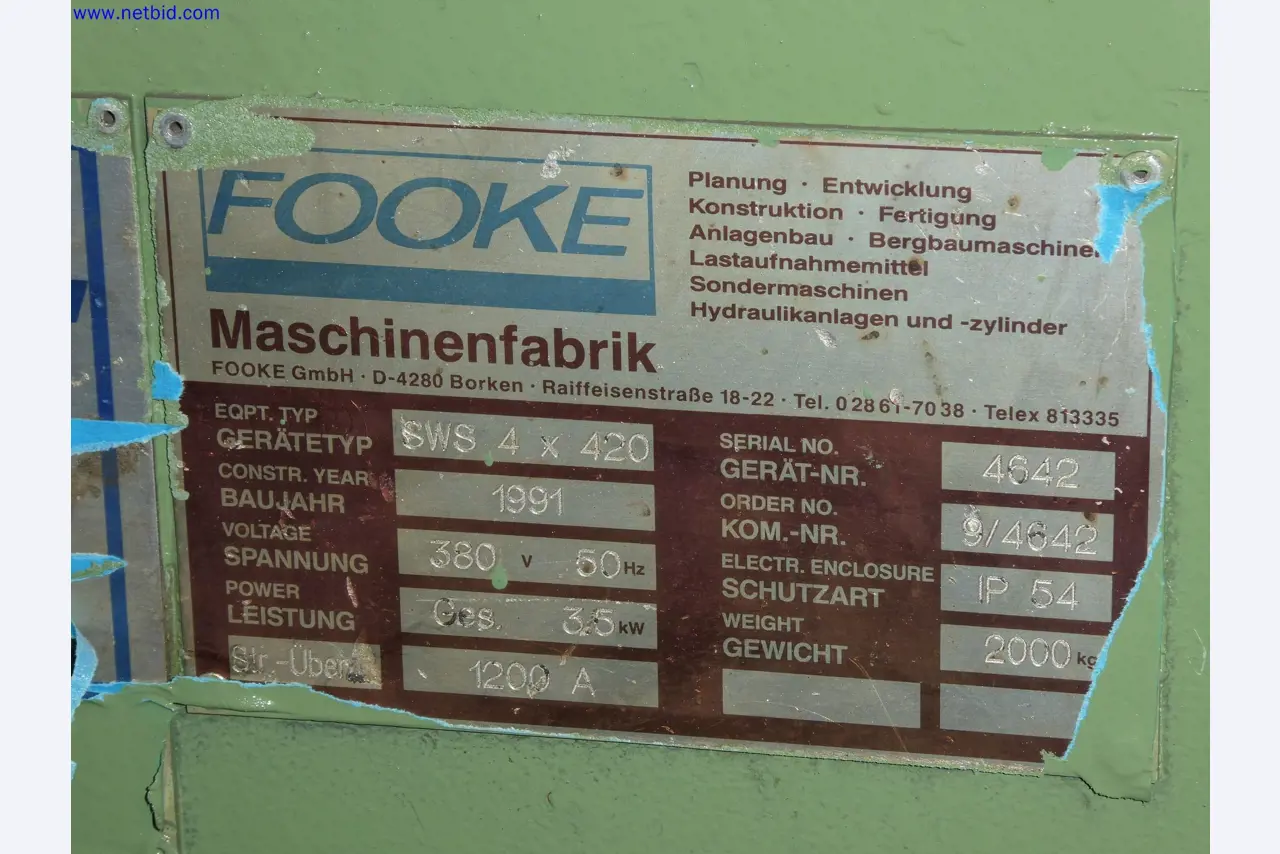 www.netbid.com
FOOKE
Maschinenfabrik
FOOKE GmbH · D-4280 Borken · Raiffeisenstraße 18-22 · Tel. 02861-7038 · Telex 813335
Planung · Entwicklung
Konstruktion · Fertigung
Anlagenbau · Bergbaumaschinen
Lastaufnahmemittel
Sondermaschinen
Hydraulikanlagen und -zylinder
EQPT. TYP
GERÄTETYP SWS 4 x 420
CONSTR. YEAR
BAUJAHR 1991
VOLTAGE
SPANNUNG 380 V 50 Hz
POWER
LEISTUNG Ges. 3,5 kW
Str.-Übertr. 1200 A
SERIAL NO.
GERÄT-NR. 4642
ORDER NO.
KOM.-NR. 9/4642
ELECTR. ENCLOSURE
SCHUTZART IP 54
WEIGHT
GEWICHT 2000 kg